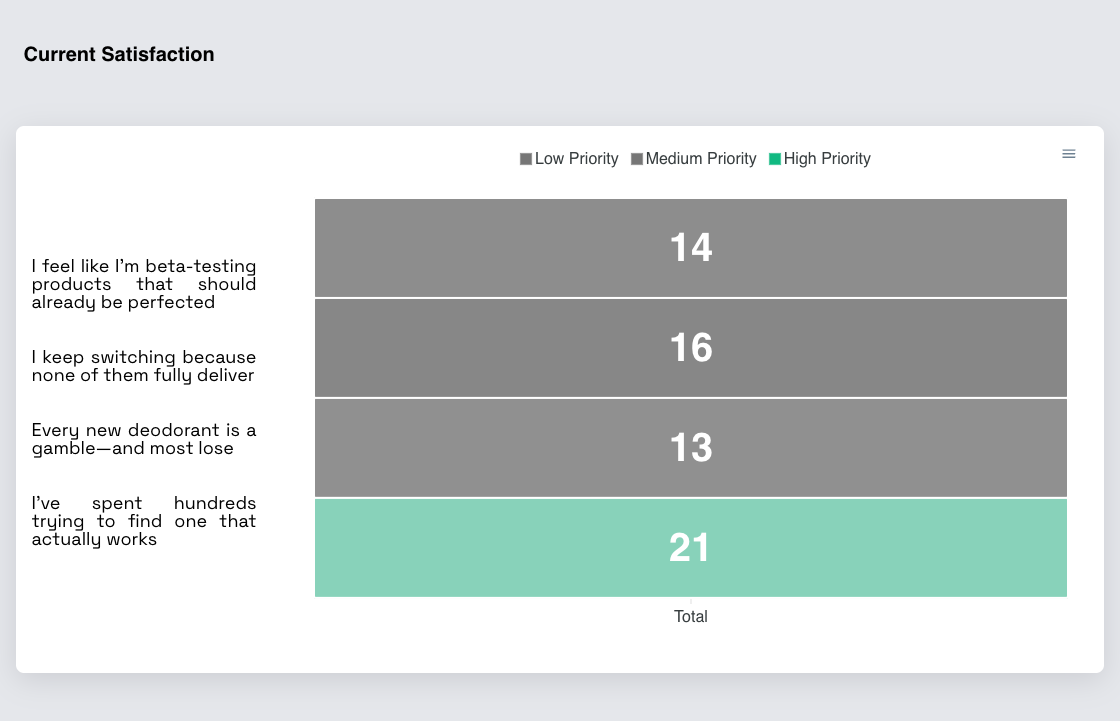 Current Satisfaction
Low Priority Medium Priority High Priority
I feel like I'm beta-testing
products that should
already be perfected
I keep switching because
none of them fully deliver
Every new deodorant is a
gamble—and most lose
I've spent hundreds
trying to find one that
actually works
14
16
13
21
Total